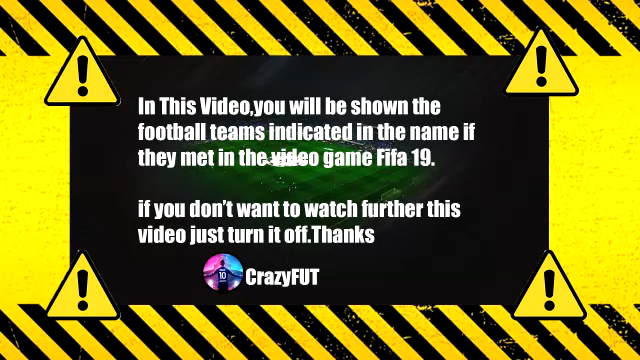 In This Video,you will be shown the
football teams indicated in the name if
they met in the video game Fifa 19.
if you don't want to watch further this
video just turn it off.Thanks
10
CrazyFUT